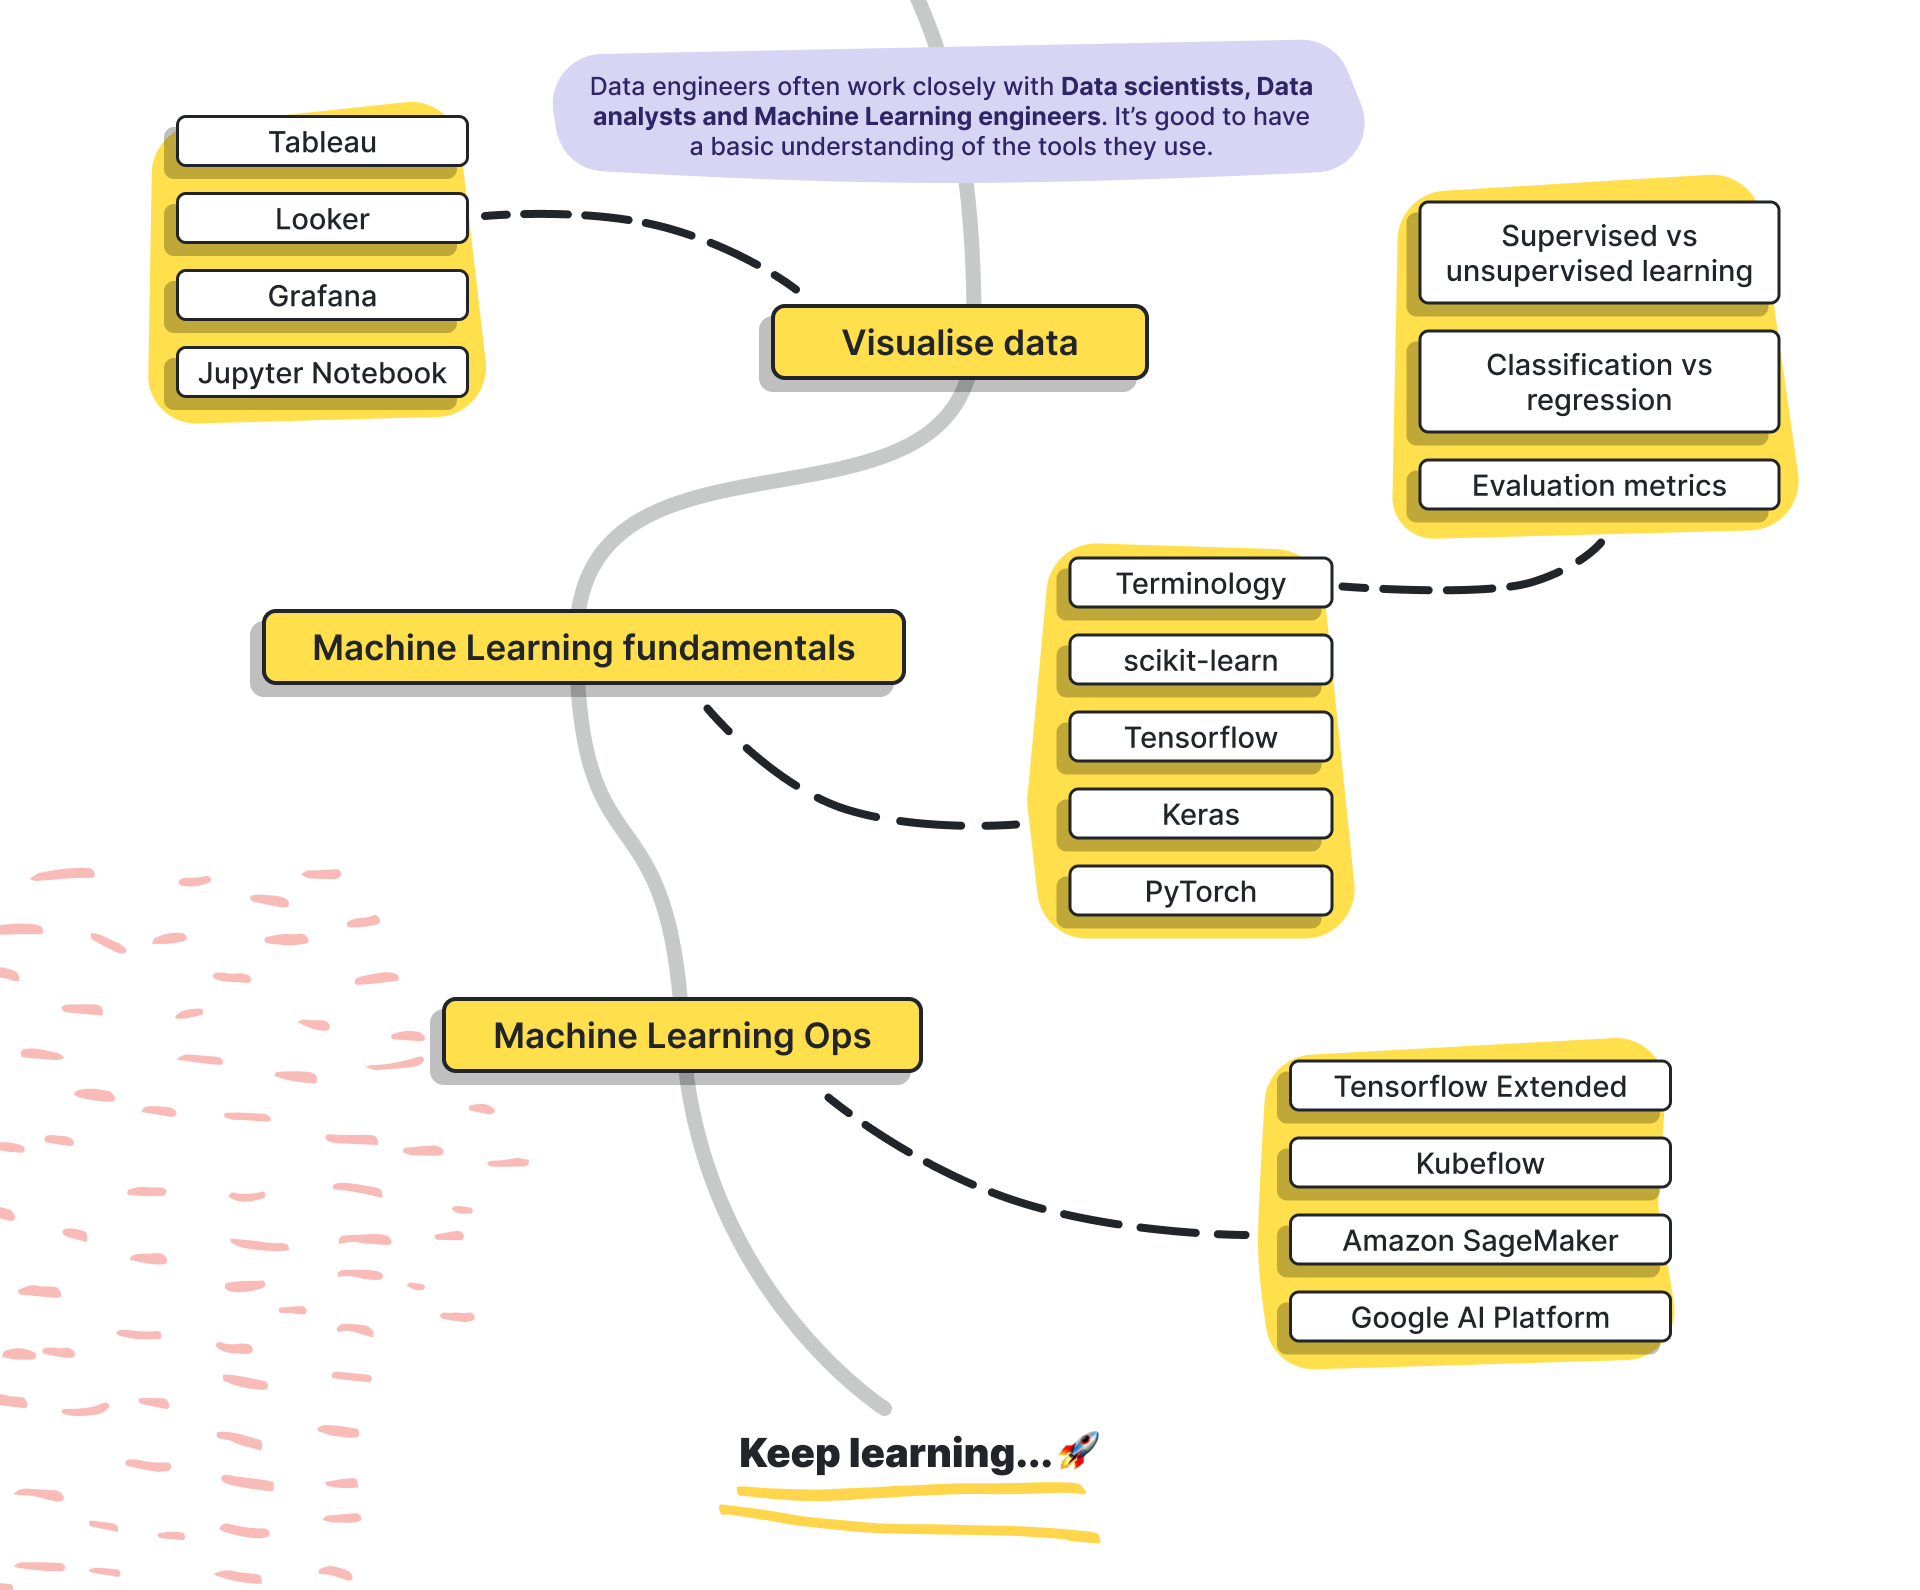 Data engineers often work closely with Data scientists, Data
analysts and Machine Learning engineers. It’s good to have
a basic understanding of the tools they use.
Tableau
Looker
Grafana
Jupyter Notebook
Visualise data
Supervised vs
unsupervised learning
Classification vs
regression
Evaluation metrics
Machine Learning fundamentals
Terminology
scikit-learn
Tensorflow
Keras
PyTorch
Machine Learning Ops
Tensorflow Extended
Kubeflow
Amazon SageMaker
Google AI Platform
Keep learning...🚀